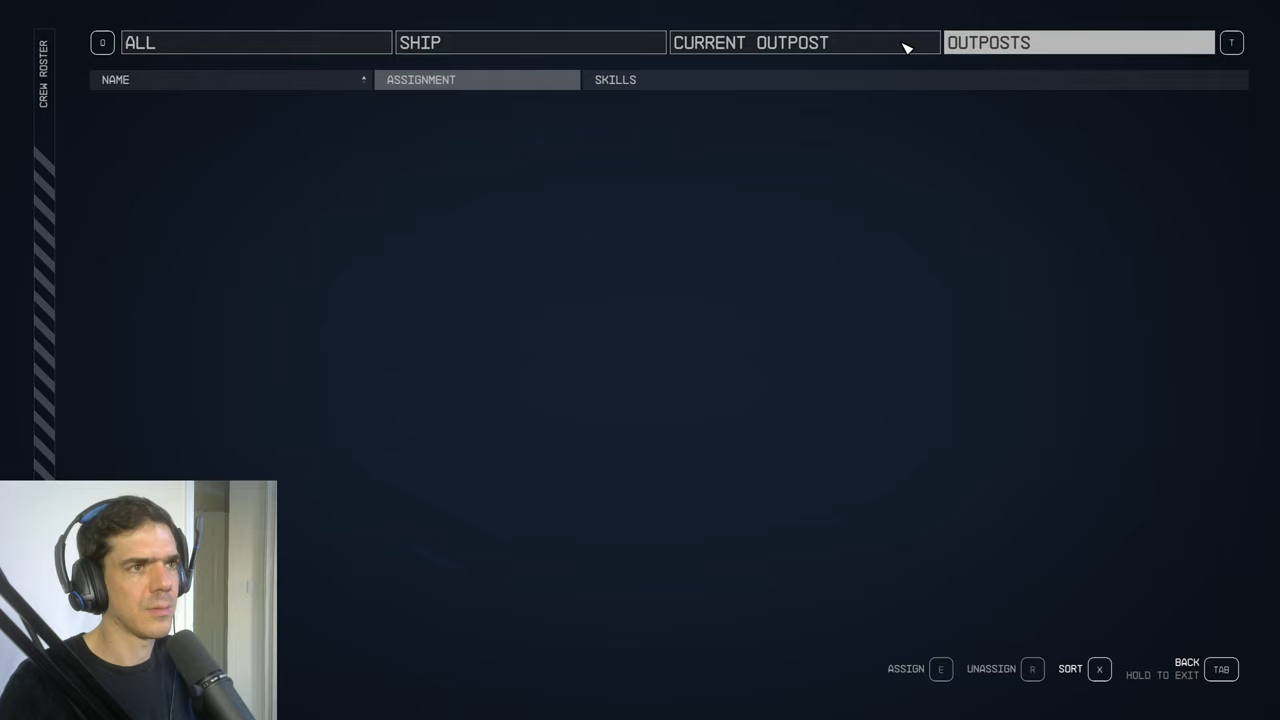 CREW ROSTER
Q
ALL
SHIP
CURRENT OUTPOST
OUTPOSTS
T
NAME
ASSIGNMENT
SKILLS
ASSIGN E
UNASSIGN R
SORT X
BACK
HOLD TO EXIT
TAB